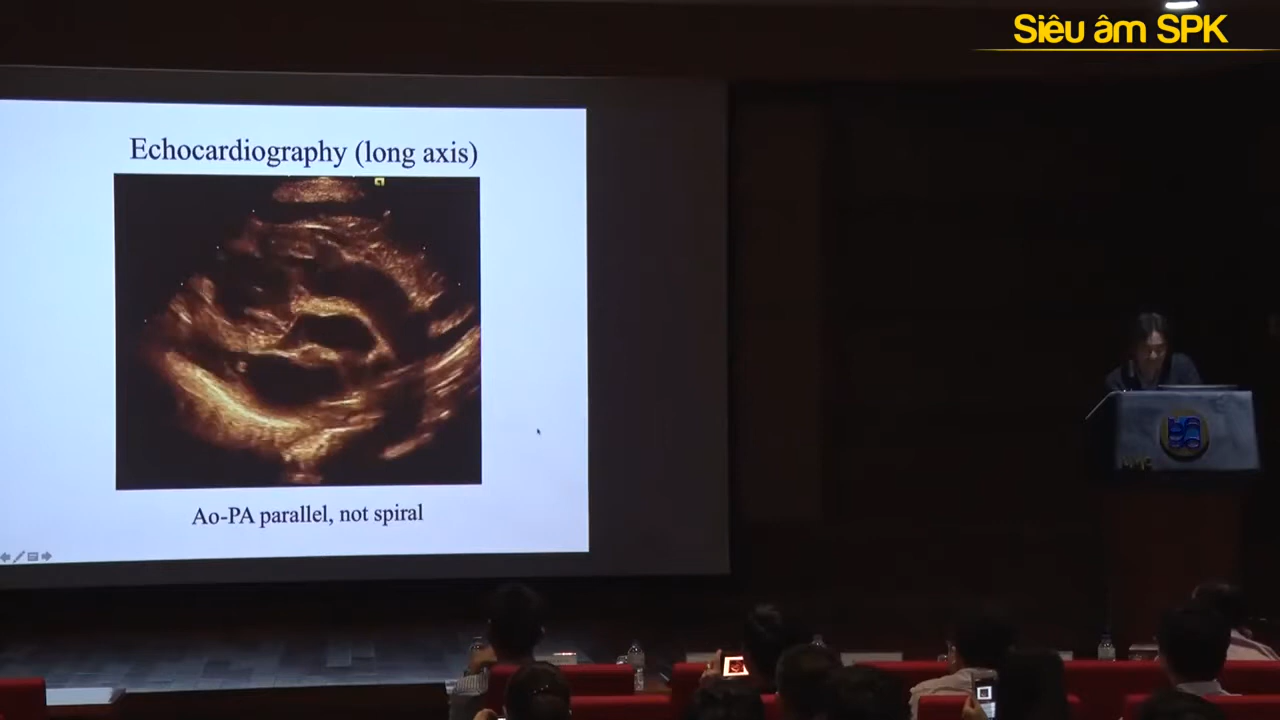 Siêu âm SPK
Echocardiography (long axis)
Ao-PA parallel, not spiral